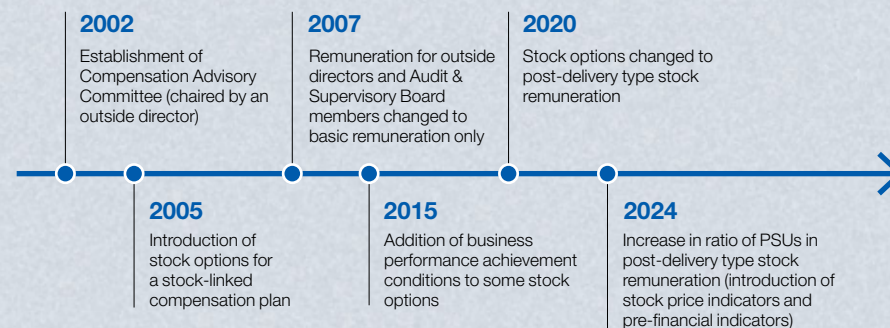 2002
Establishment of
Compensation Advisory
Committee (chaired by an
outside director)
2007
Remuneration for outside
directors and Audit &
Supervisory Board
members changed to
basic remuneration only
2020
Stock options changed to
post-delivery type stock
remuneration
2005
Introduction of
stock options for
a stock-linked
compensation plan
2015
Addition of business
performance achievement
conditions to some stock
options
2024
Increase in ratio of PSUs in
post-delivery type stock
remuneration (introduction of
stock price indicators and
pre-financial indicators)